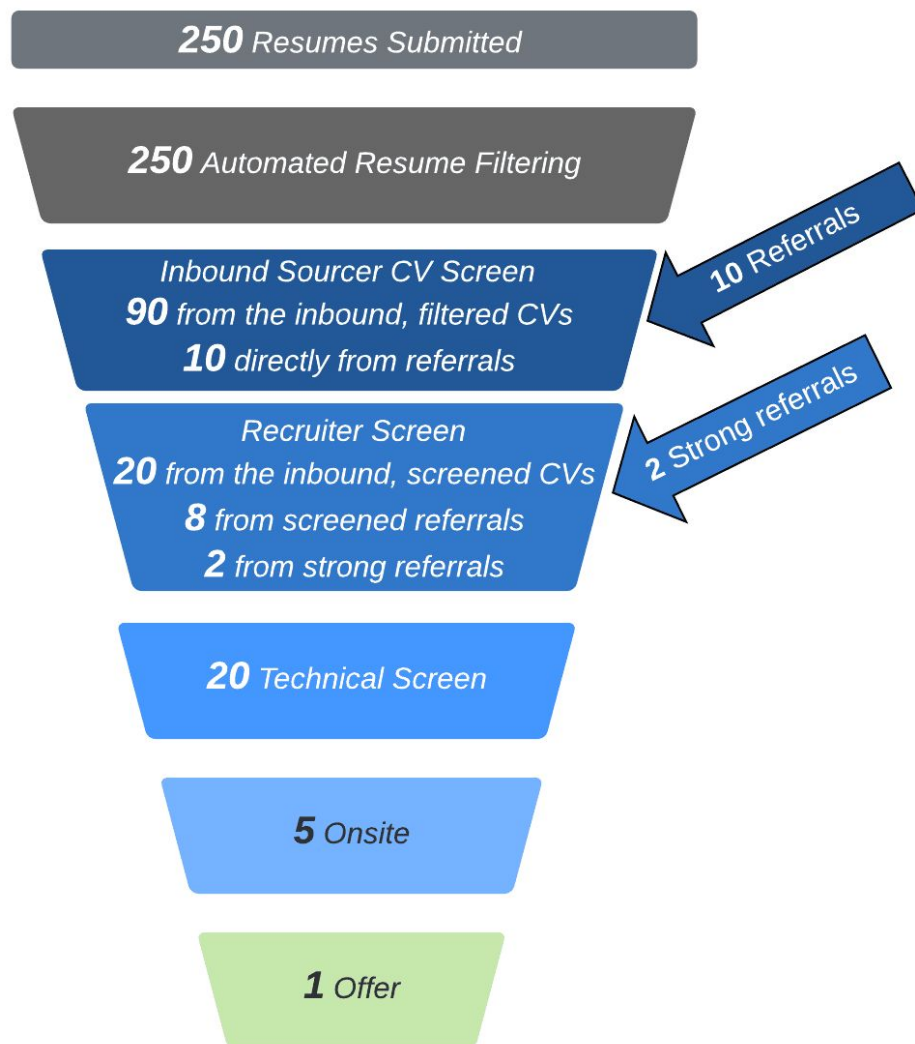 250 Resumes Submitted
250 Automated Resume Filtering
10 Referrals
Inbound Sourcer CV Screen
90 from the inbound, filtered CVs
10 directly from referrals
2 Strong referrals
Recruiter Screen
20 from the inbound, screened CVs
8 from screened referrals
2 from strong referrals
20 Technical Screen
5 Onsite
1 Offer